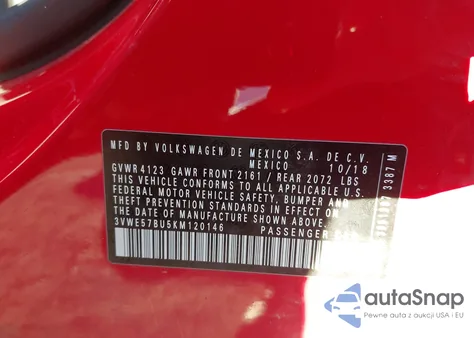 MFD BY VOLKSWAGEN DE MEXICO S.A. DE C.V.
MEXICO 10/18
GVWR 4123 GAWR FRONT 2161 / REAR 2072 LBS
THIS VEHICLE CONFORMS TO ALL APPLICABLE
FEDERAL MOTOR VEHICLE SAFETY, BUMPER AND
THEFT PREVENTION STANDARDS IN EFFECT
ON THE DATE OF MANUFACTURE SHOWN ABOVE.
3VWE57BU5KM120146 PASSENGER
3387 M
autoSnap
Pewne auta z aukcji USA i EU